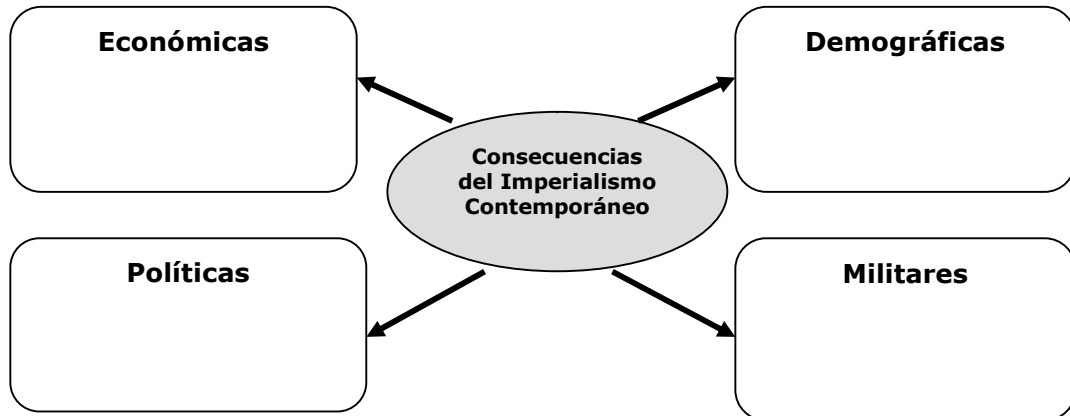 Económicas
Demográficas
Consecuencias
del Imperialismo
Contemporáneo
Políticas
Militares